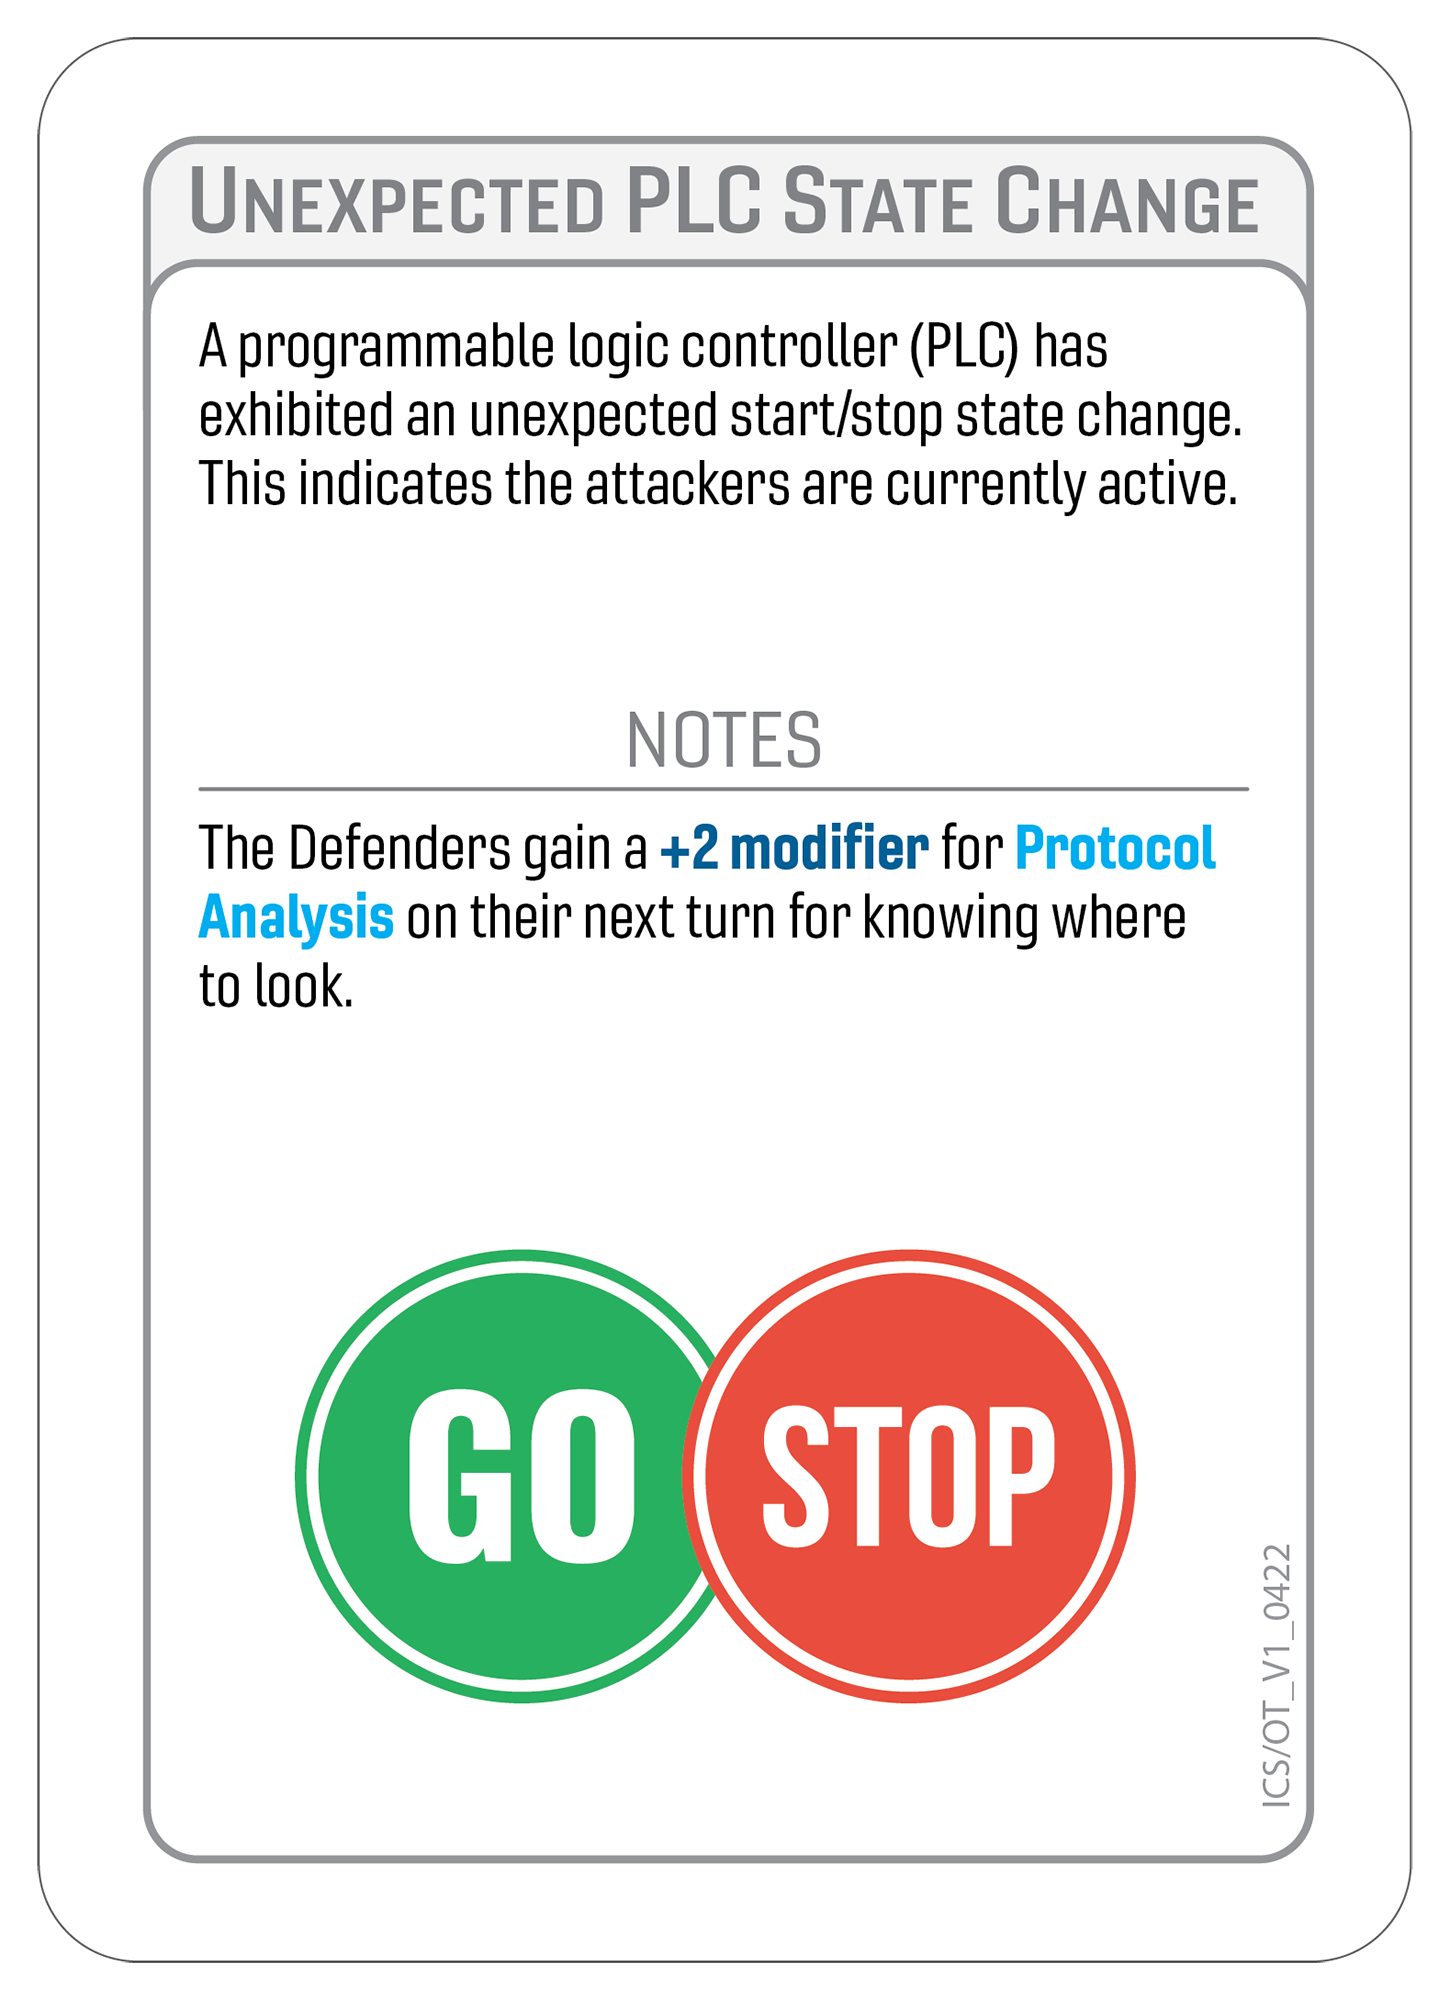 UNEXPECTED PLC STATE CHANGE
A programmable logic controller (PLC) has
exhibited an unexpected start/stop state change.
This indicates the attackers are currently active.
NOTES
The Defenders gain a +2 modifier for Protocol
Analysis on their next turn for knowing where
to look.
GO
STOP
ICS/OT_V1_0422